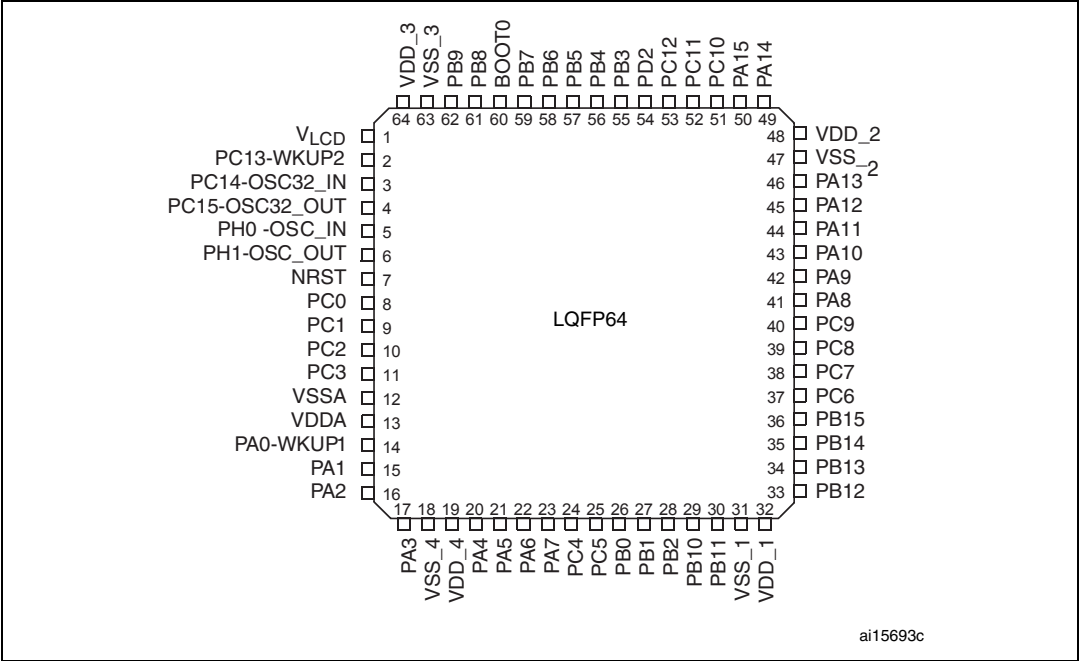 VDD_3 VSS_3 PB9 PB8 BOOT0 PB7 PB6 PB5 PB4 PB3 PD2 PC12 PC11 PC10 PA15 PA14
64 63 62 61 60 59 58 57 56 55 54 53 52 51 50 49
VLCD 1
PC13-WKUP2 2
PC14-OSC32_IN 3
PC15-OSC32_OUT 4
PH0 -OSC_IN 5
PH1-OSC_OUT 6
NRST 7
PC0 8
PC1 9
PC2 10
PC3 11
VSSA 12
VDDA 13
PA0-WKUP1 14
PA1 15
PA2 16
LQFP64
48 VDD_2
47 VSS_2
46 PA13
45 PA12
44 PA11
43 PA10
42 PA9
41 PA8
40 PC9
39 PC8
38 PC7
37 PC6
36 PB15
35 PB14
34 PB13
33 PB12
17 18 19 20 21 22 23 24 25 26 27 28 29 30 31 32
PA3 VSS_4 VDD_4 PA4 PA5 PA6 PA7 PC4 PC5 PB0 PB1 PB2 PB10 PB11 VSS_1 VDD_1
ai15693c